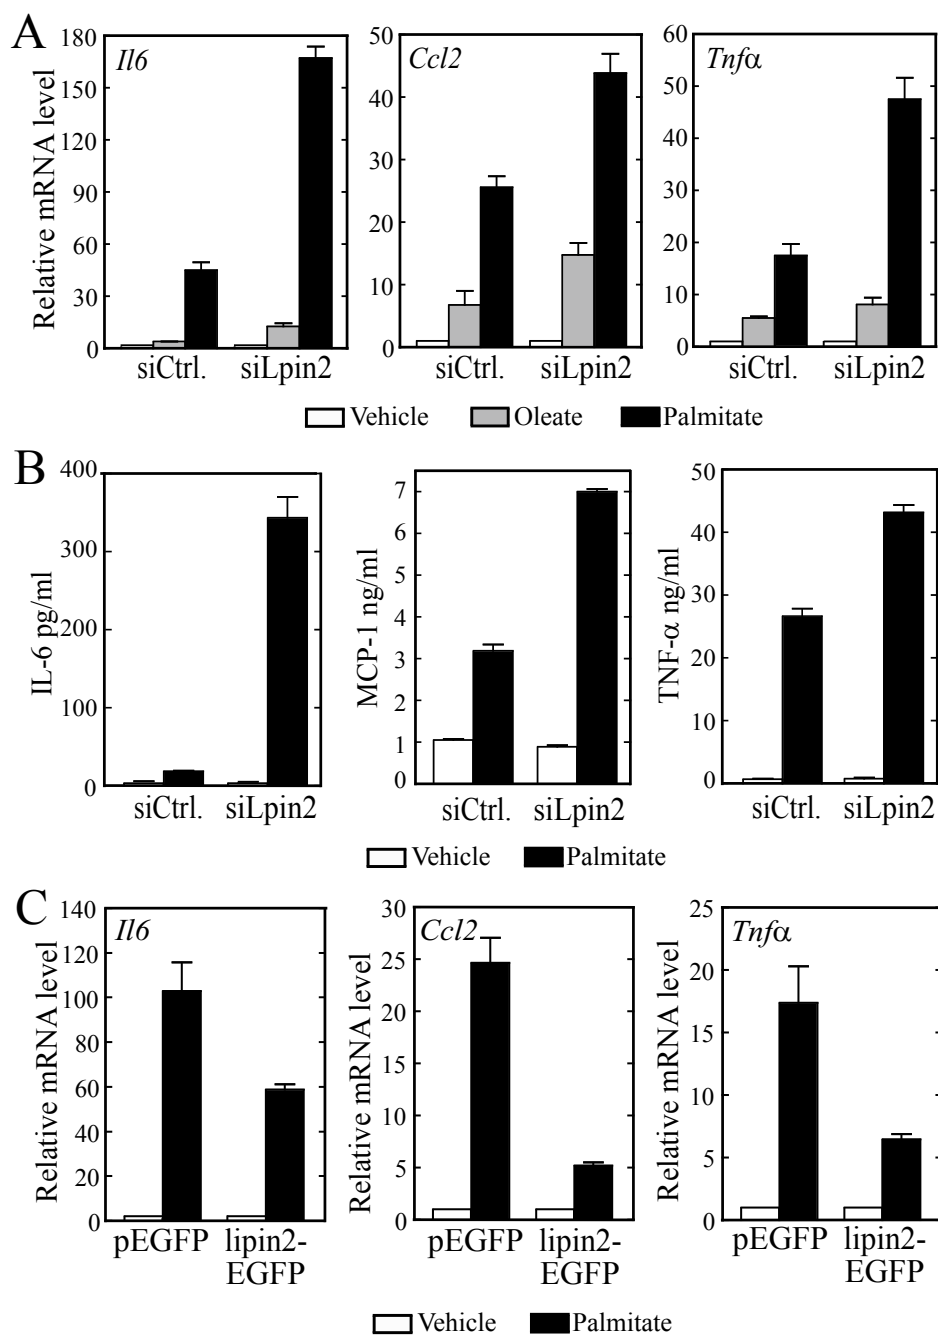 A
Il6
Ccl2
Tnfα
Relative mRNA level
180
150
120
90
60
30
0
50
40
30
20
10
0
60
50
40
30
20
10
0
siCtrl. siLpin2
siCtrl. siLpin2
siCtrl. siLpin2
Vehicle Oleate Palmitate
B
IL-6 pg/ml
400
300
200
100
0
MCP-1 ng/ml
7
6
5
4
3
2
1
0
TNF-α ng/ml
50
40
30
20
10
0
siCtrl. siLpin2
siCtrl. siLpin2
siCtrl. siLpin2
Vehicle Palmitate
C
Il6
Ccl2
Tnfα
Relative mRNA level
140
120
100
80
60
40
20
0
Relative mRNA level
30
25
20
15
10
5
0
Relative mRNA level
25
20
15
10
5
0
pEGFP lipin2-
EGFP
pEGFP lipin2-
EGFP
pEGFP lipin2-
EGFP
Vehicle Palmitate